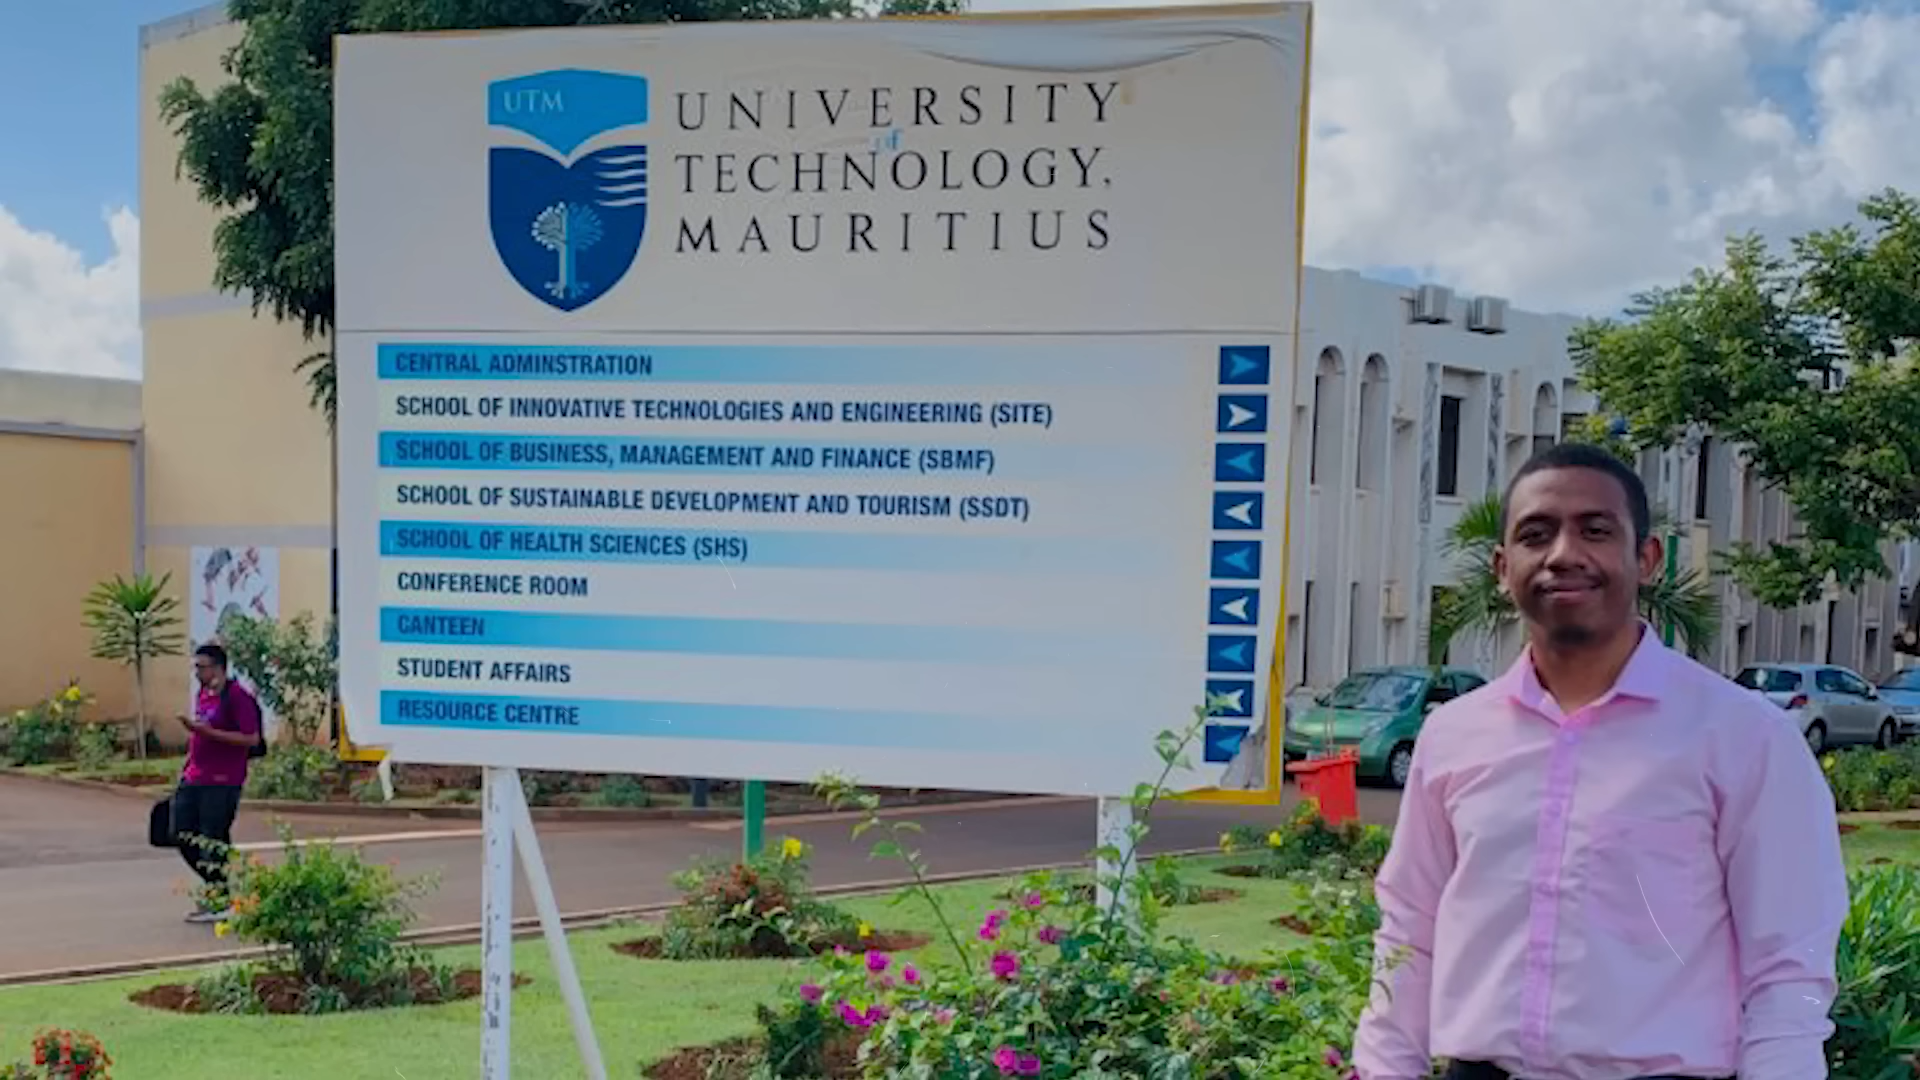 UTM
UNIVERSITY
of
TECHNOLOGY,
MAURITIUS
CENTRAL ADMINSTRATION
SCHOOL OF INNOVATIVE TECHNOLOGIES AND ENGINEERING (SITE)
SCHOOL OF BUSINESS, MANAGEMENT AND FINANCE (SBMF)
SCHOOL OF SUSTAINABLE DEVELOPMENT AND TOURISM (SSDT)
SCHOOL OF HEALTH SCIENCES (SHS)
CONFERENCE ROOM
CANTEEN
STUDENT AFFAIRS
RESOURCE CENTRE